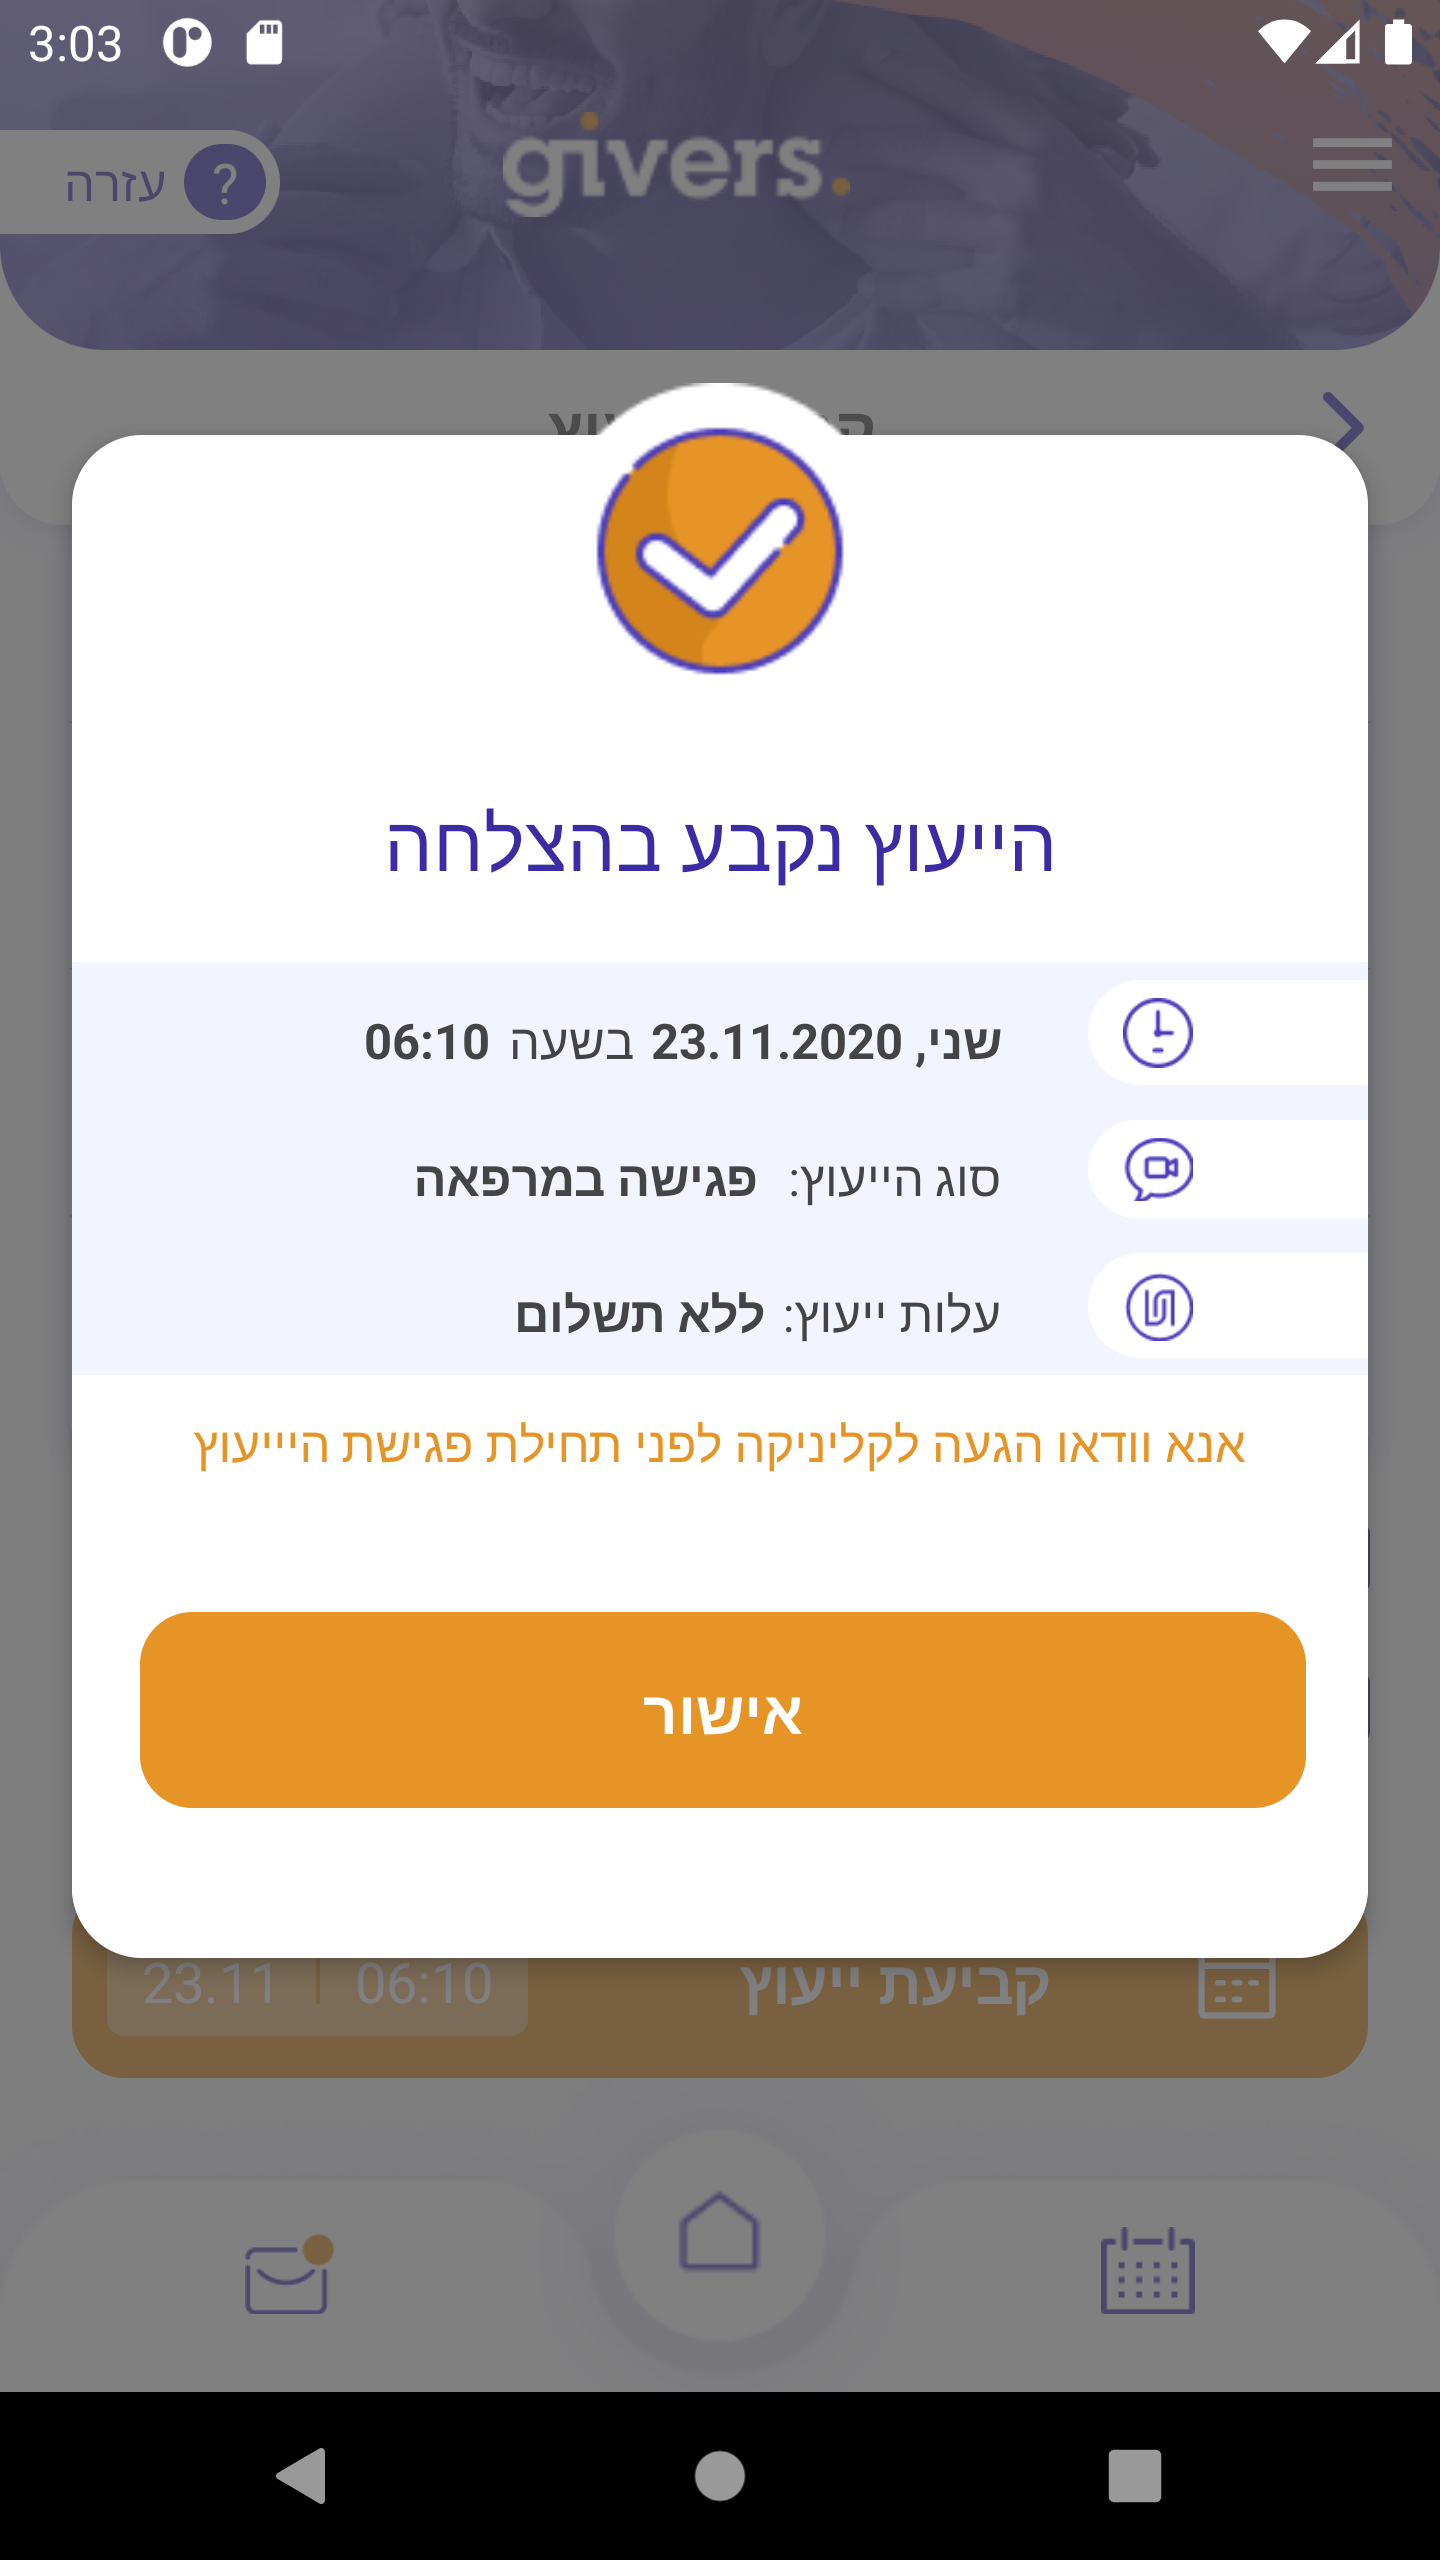 3:03
עזרה ?
givers.
הייעוץ נקבע בהצלחה
שני, 23.11.2020 בשעה 06:10
סוג הייעוץ: פגישה במרפאה
עלות ייעוץ: ללא תשלום
אנא וודאו הגעה לקליניקה לפני תחילת פגישת היייעוץ
אישור
קביעת ייעוץ 06:10 23.11